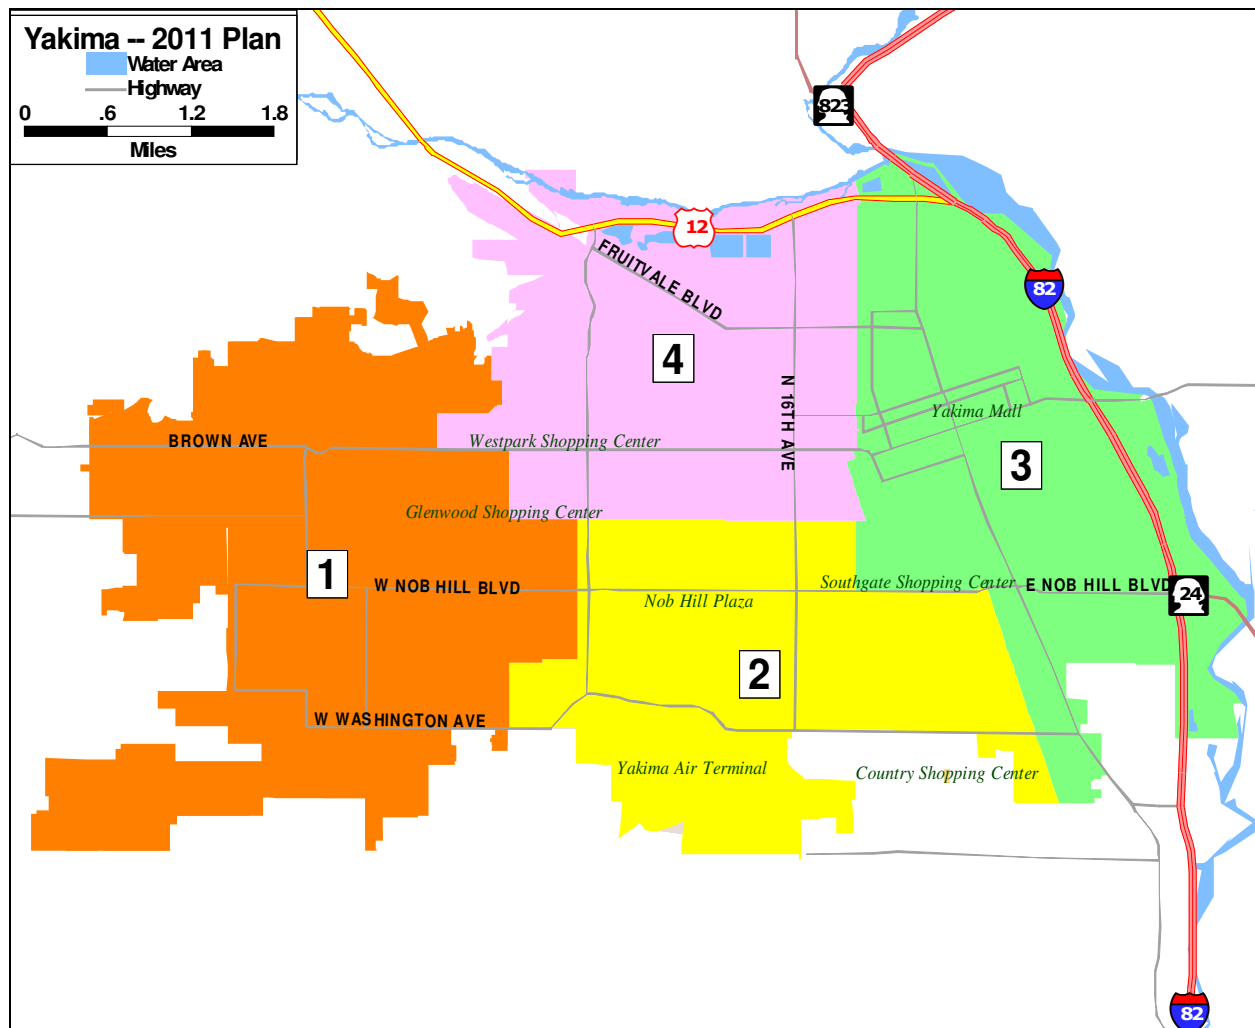 Yakima -- 2011 Plan
Water Area
Highway
0 .6 1.2 1.8
Miles
823
12
82
FRUITVALE BLVD
4
N 16TH AVE
Yakima Mall
BROWN AVE
Westpark Shopping Center
3
Glenwood Shopping Center
1
W NOB HILL BLVD
Nob Hill Plaza
Southgate Shopping Center
E NOB HILL BLVD
24
2
W WASHINGTON AVE
Yakima Air Terminal
Country Shopping Center
82